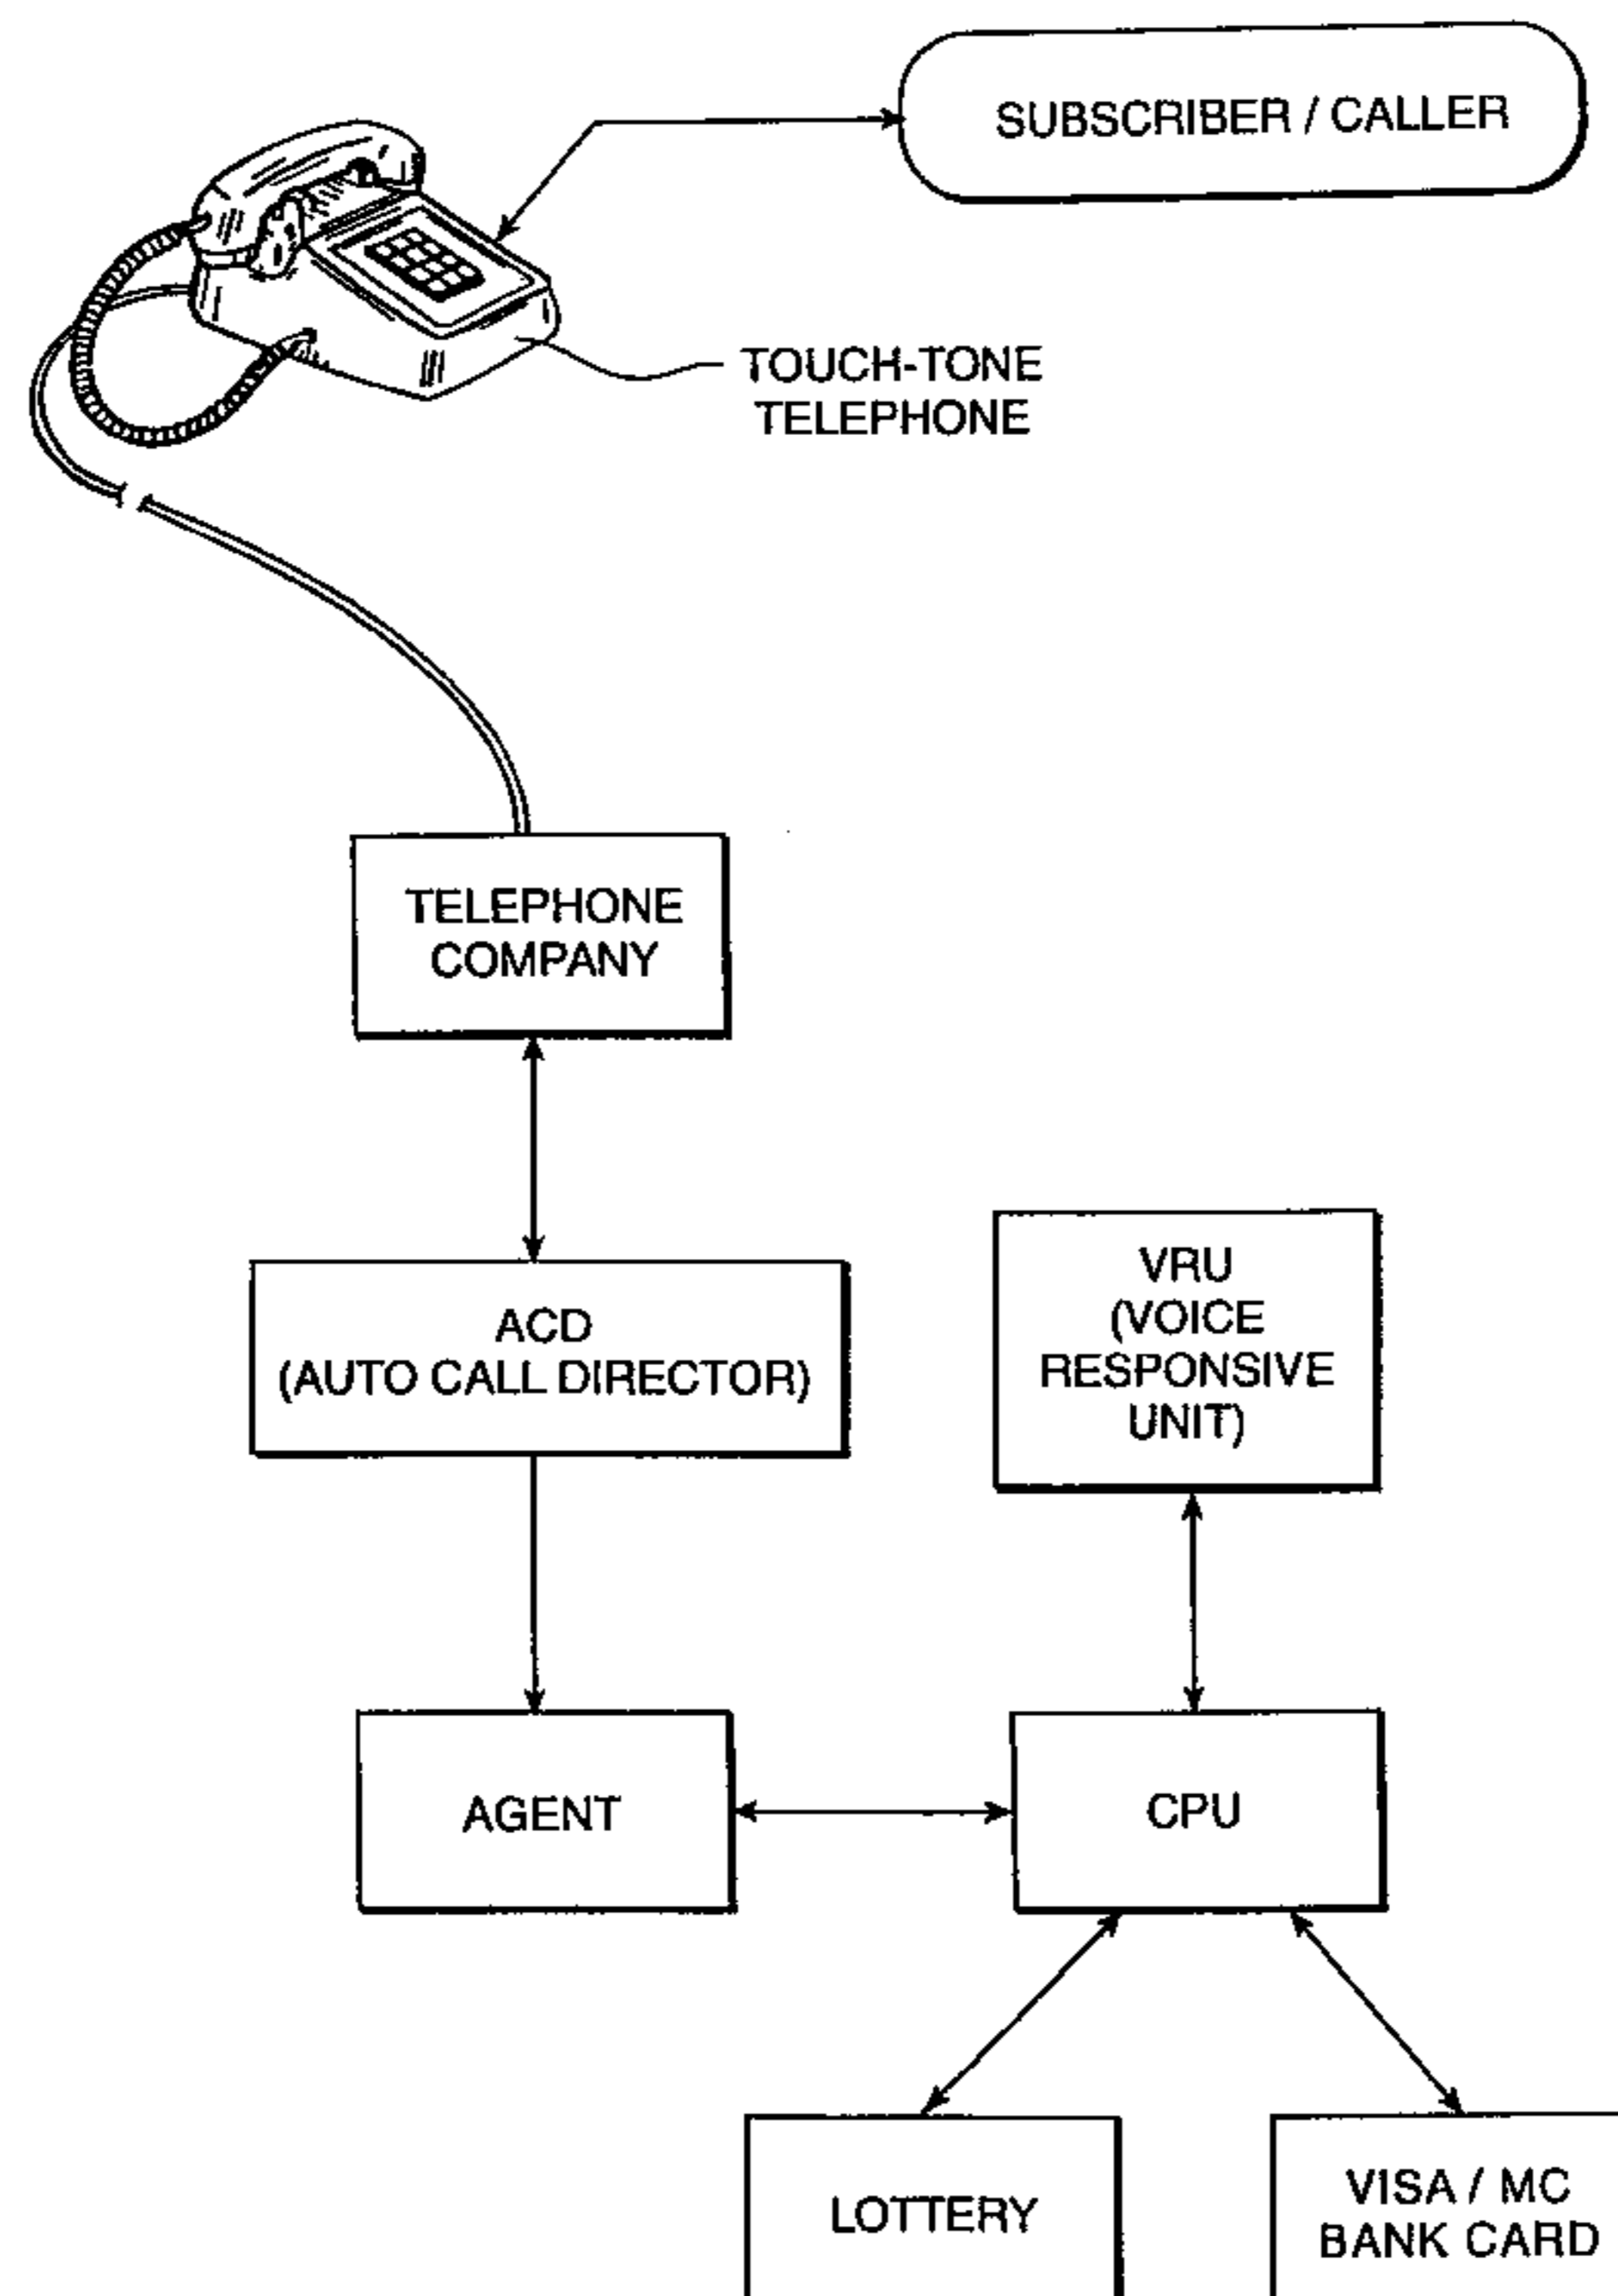 SUBSCRIBER / CALLER
TOUCH-TONE
TELEPHONE
TELEPHONE
COMPANY
ACD
(AUTO CALL DIRECTOR)
VRU
(VOICE
RESPONSIVE
UNIT)
AGENT
CPU
LOTTERY
VISA / MC
BANK CARD